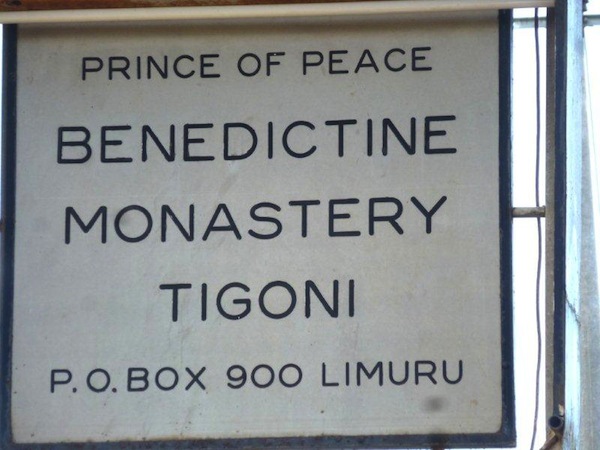 PRINCE OF PEACE
BENEDICTINE
MONASTERY
TIGONI
P.O.BOX 900 LIMURU